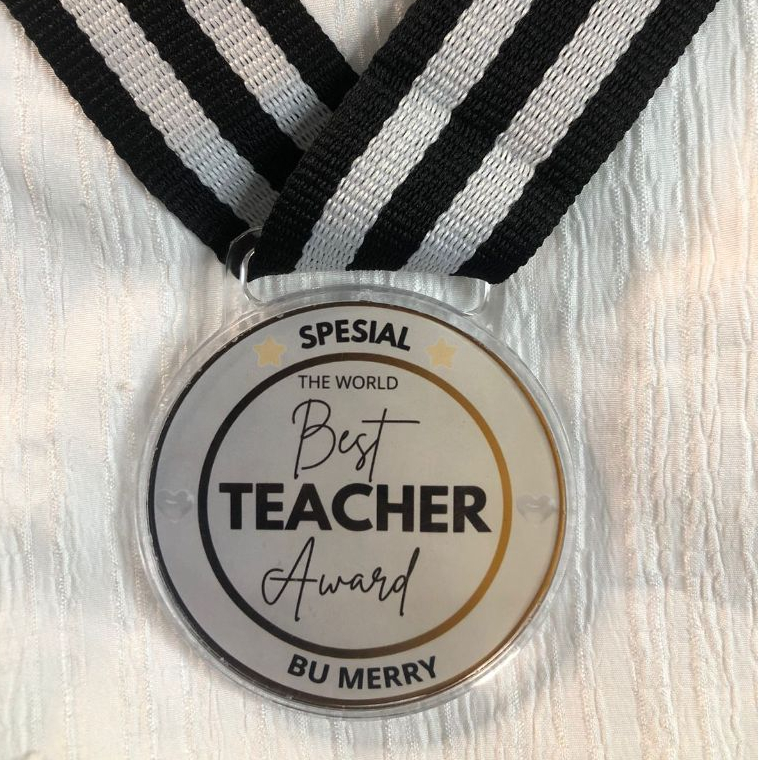 SPESIAL
THE WORLD
Best
TEACHER
Award
BU MERRY